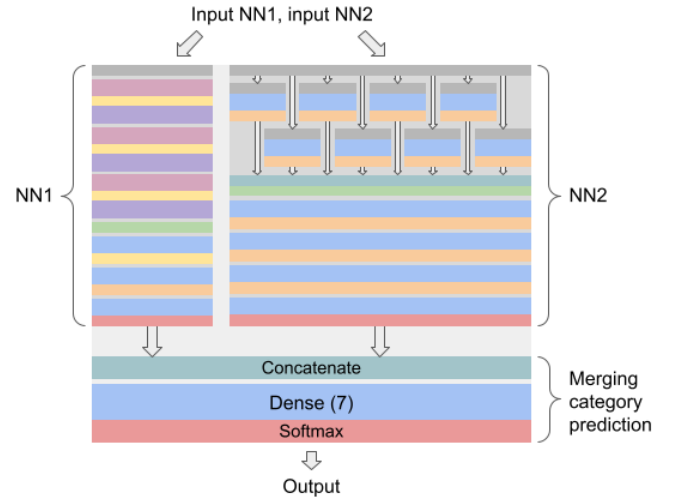 Input NN1, input NN2
NN1
NN2
Concatenate
Dense (7)
Softmax
Merging
category
prediction
Output